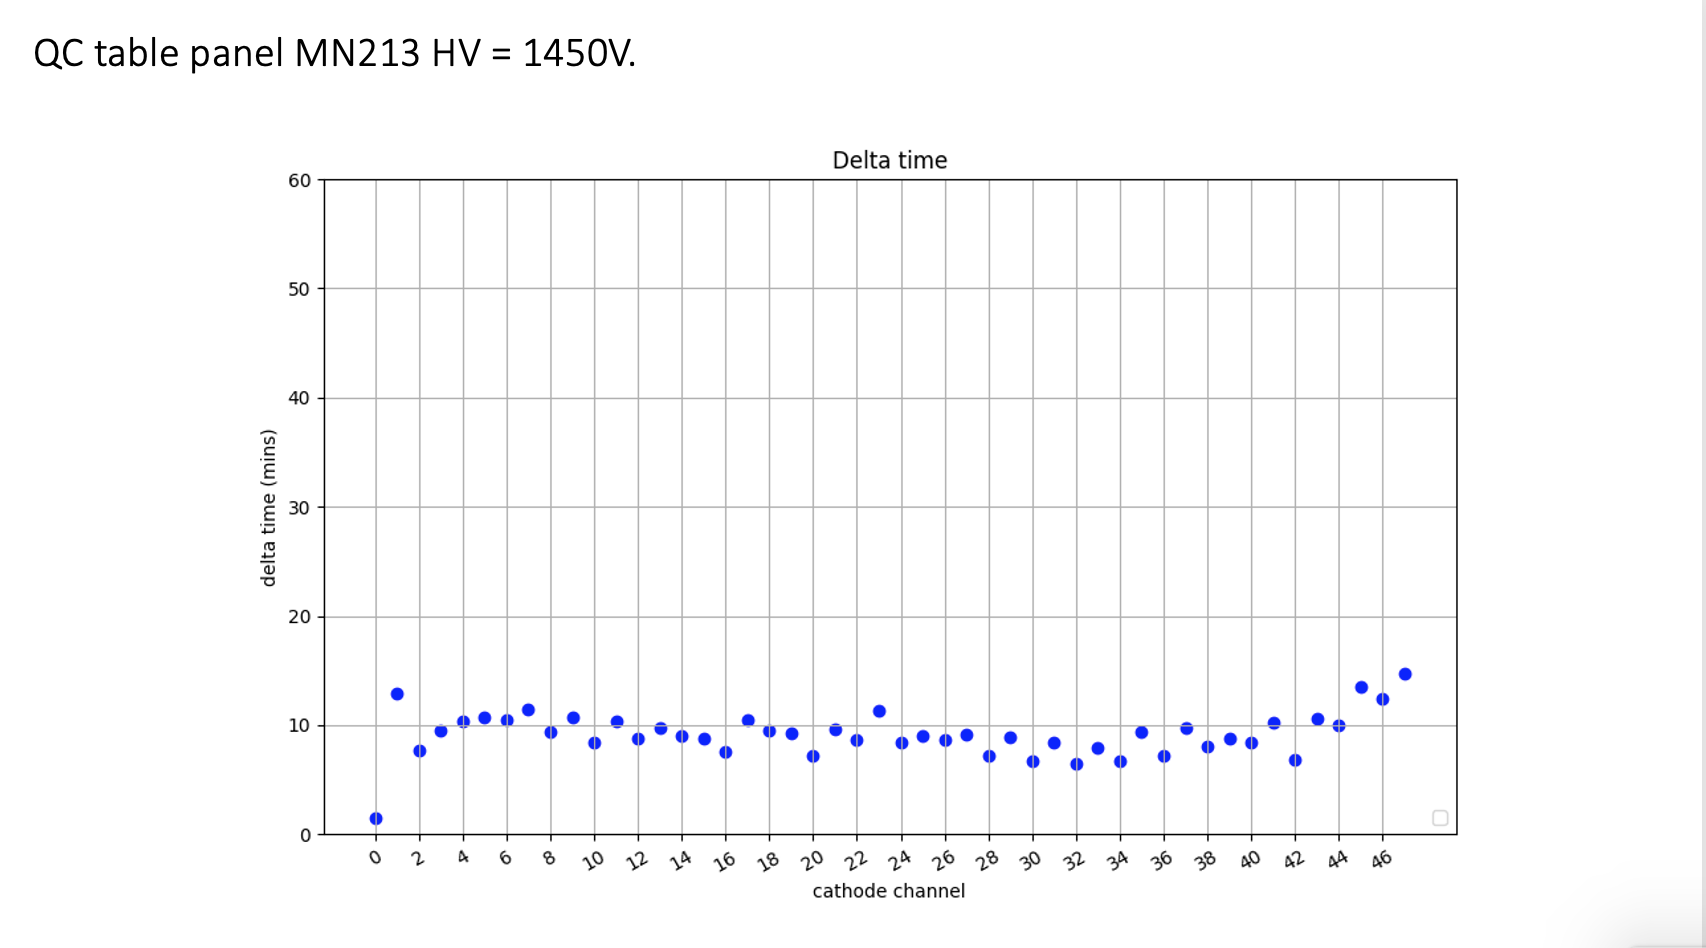 QC table panel MN213 HV = 1450V.
Delta time
60
50
40
30
20
10
0
delta time (mins)
0 2 4 6 8 10 12 14 16 18 20 22 24 26 28 30 32 34 36 38 40 42 44 46
cathode channel